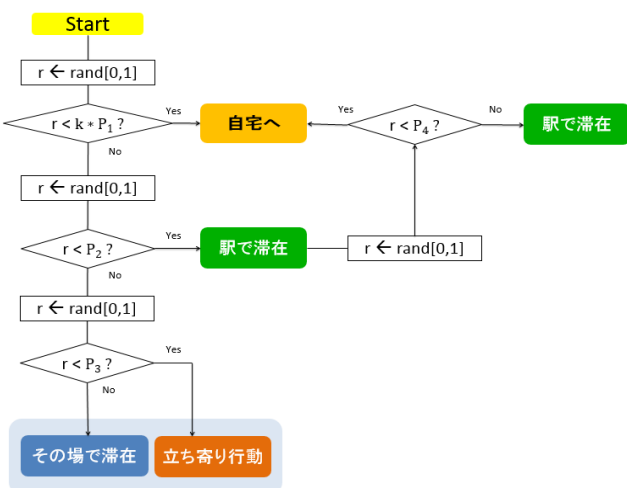 Start
r ← rand[0,1]
r < k * P₁ ?
Yes
自宅へ
Yes
r < P₄ ?
No
駅で滞在
No
r ← rand[0,1]
r < P₂ ?
Yes
駅で滞在
r ← rand[0,1]
No
r ← rand[0,1]
r < P₃ ?
Yes
No
その場で滞在
立ち寄り行動